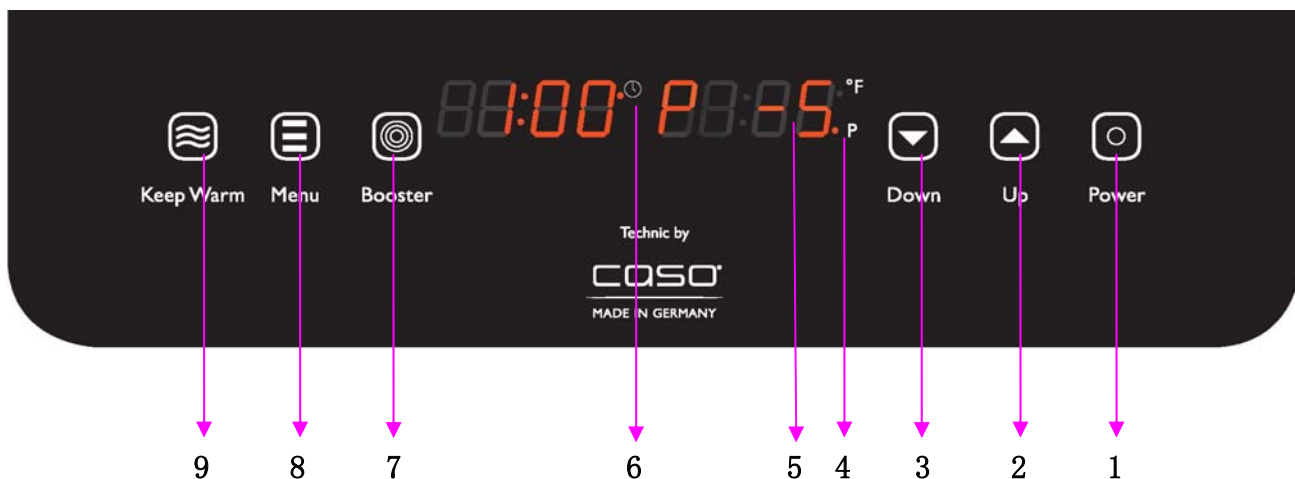 1:00 P -5. °F
P
Keep Warm Menu Booster Down Up Power
Technic by
caso
MADE IN GERMANY
9 8 7 6 5 4 3 2 1